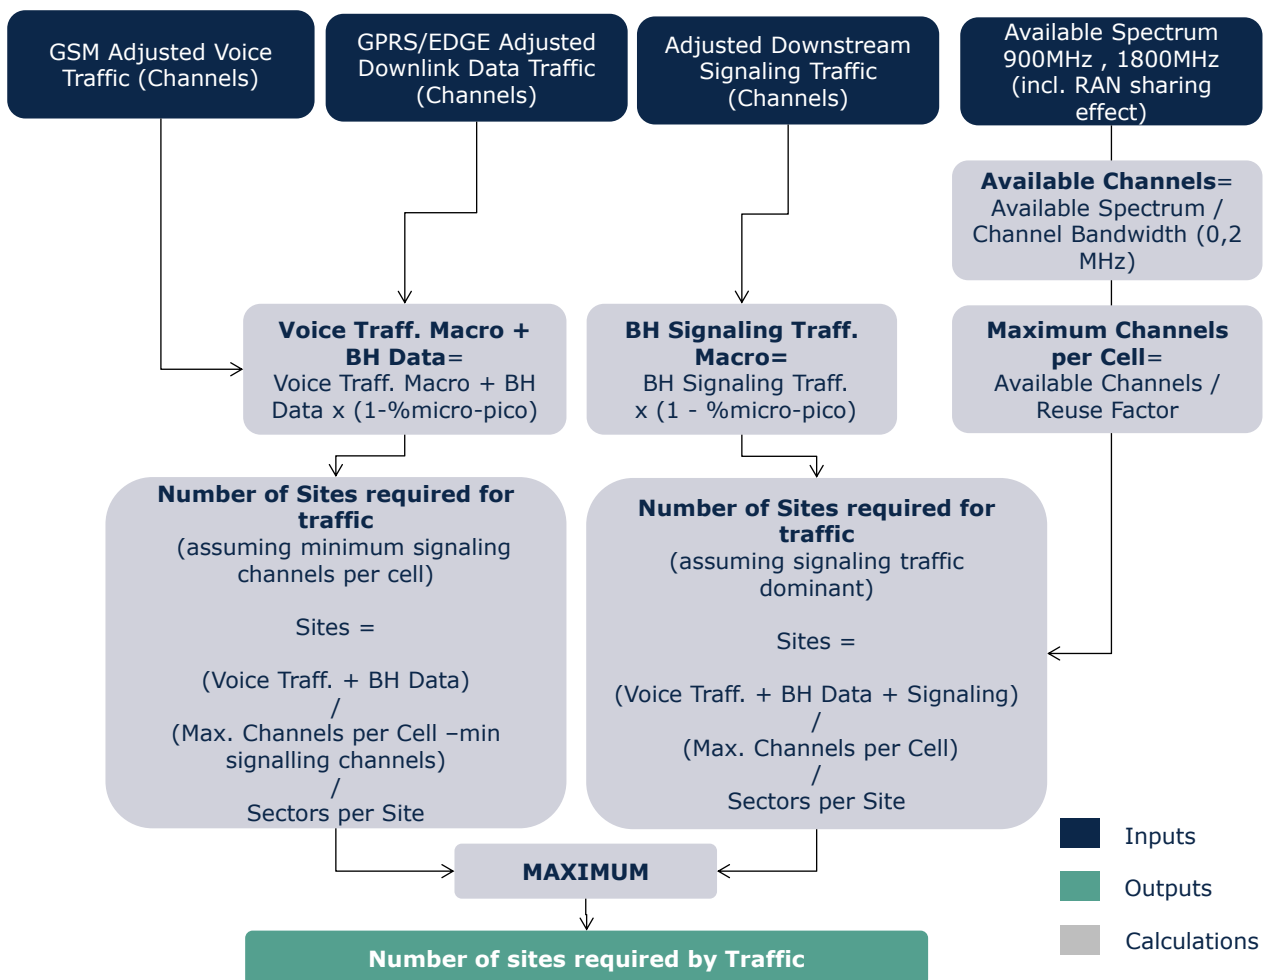 GSM Adjusted Voice
Traffic (Channels)
GPRS/EDGE Adjusted
Downlink Data Traffic
(Channels)
Adjusted Downstream
Signaling Traffic
(Channels)
Available Spectrum
900MHz , 1800MHz
(incl. RAN sharing
effect)
Available Channels=
Available Spectrum /
Channel Bandwidth (0,2
MHz)
Voice Traff. Macro +
BH Data=
Voice Traff. Macro + BH
Data x (1-%micro-pico)
BH Signaling Traff.
Macro=
BH Signaling Traff.
x (1 - %micro-pico)
Maximum Channels
per Cell=
Available Channels /
Reuse Factor
Number of Sites required for
traffic
(assuming minimum signaling
channels per cell)
Sites =
(Voice Traff. + BH Data)
/
(Max. Channels per Cell –min
signalling channels)
/
Sectors per Site
Number of Sites required for
traffic
(assuming signaling traffic
dominant)
Sites =
(Voice Traff. + BH Data + Signaling)
/
(Max. Channels per Cell)
/
Sectors per Site
MAXIMUM
Number of sites required by Traffic
Inputs
Outputs
Calculations